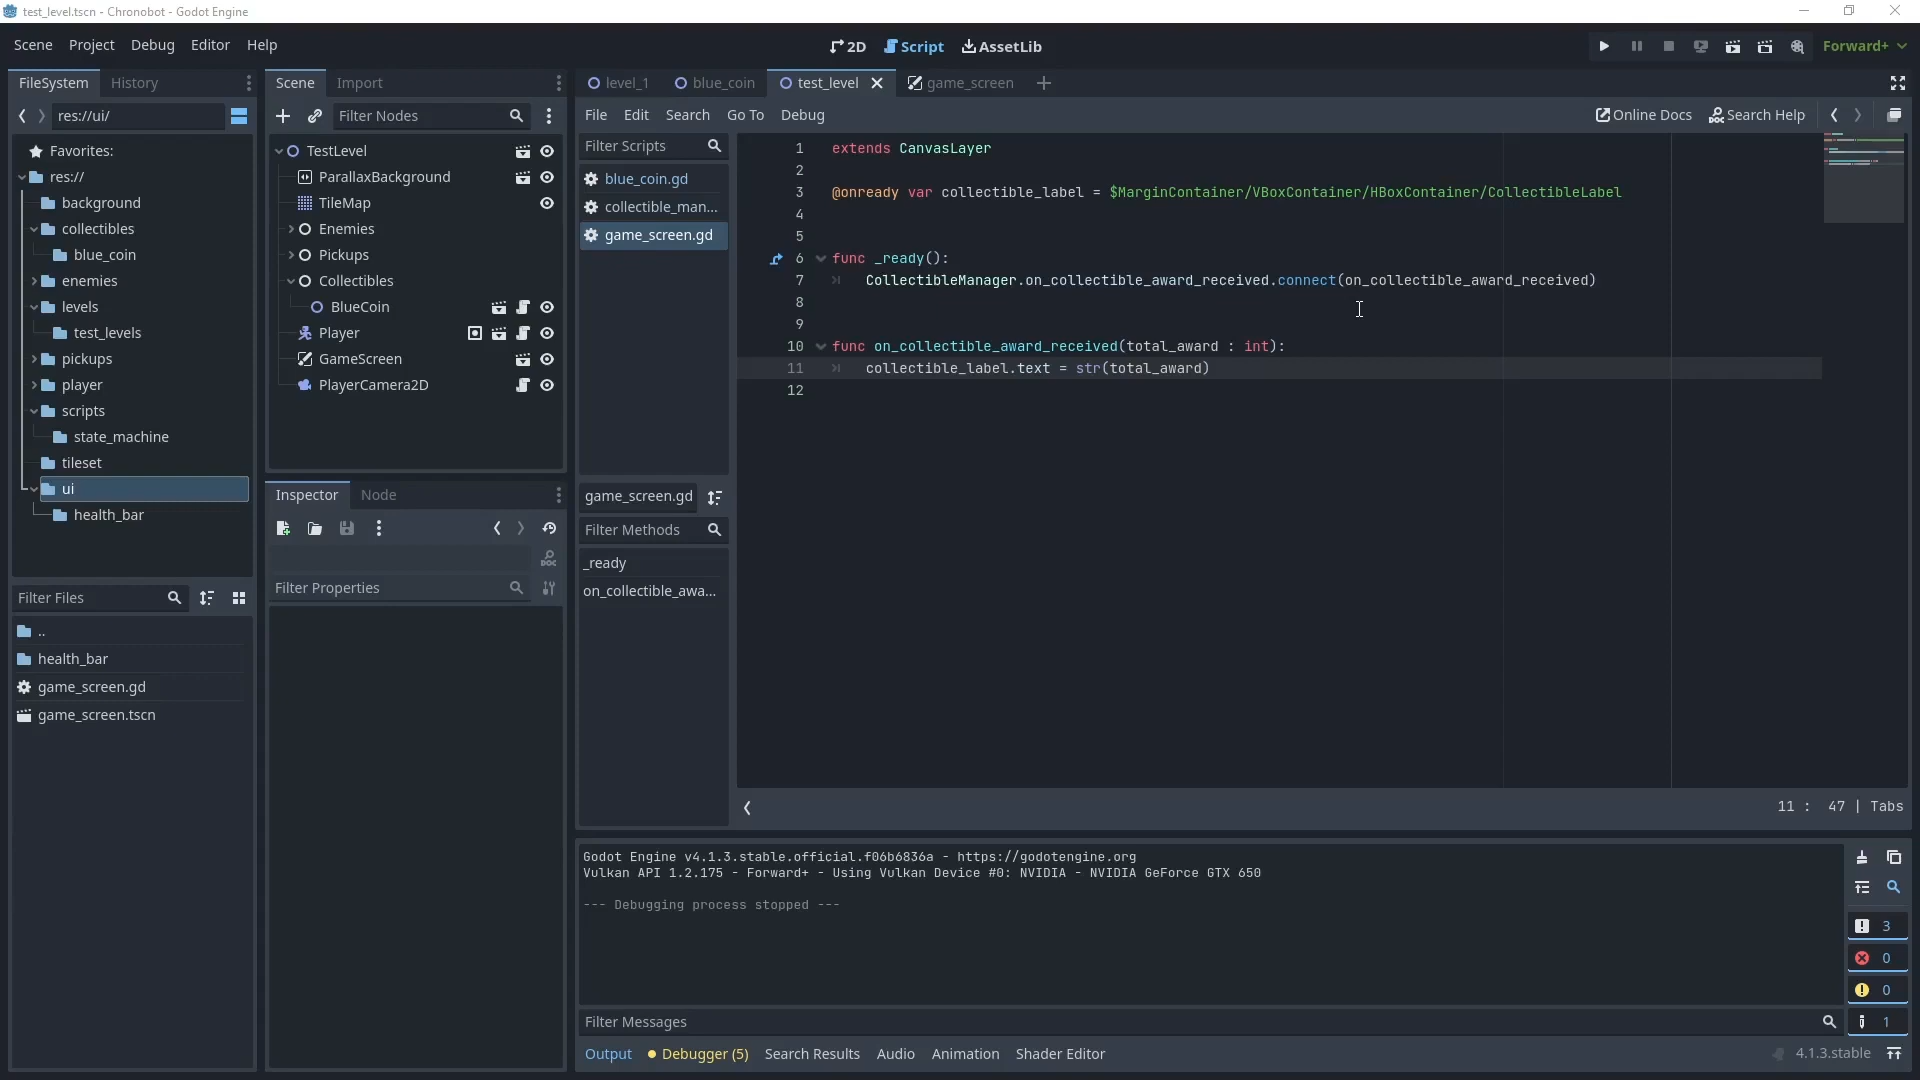 test_level.tscn - Chronobot - Godot Engine
Scene Project Debug Editor Help
2D Script AssetLib
Forward+
FileSystem History
res://ui/
Favorites:
res://
background
collectibles
blue_coin
enemies
levels
test_levels
pickups
player
scripts
state_machine
tileset
ui
health_bar
Filter Files
..
health_bar
game_screen.gd
game_screen.tscn
Scene Import
Filter Nodes
TestLevel
ParallaxBackground
TileMap
Enemies
Pickups
Collectibles
BlueCoin
Player
GameScreen
PlayerCamera2D
Inspector Node
Filter Properties
level_1 blue_coin test_level game_screen
File Edit Search Go To Debug
Online Docs Search Help
Filter Scripts
blue_coin.gd
collectible_man...
game_screen.gd
game_screen.gd
Filter Methods
_ready
on_collectible_awa...
1 extends CanvasLayer
2
3 @onready var collectible_label = $MarginContainer/VBoxContainer/HBoxContainer/CollectibleLabel
4
5
6 func _ready():
7 CollectibleManager.on_collectible_award_received.connect(on_collectible_award_received)
8
9
10 func on_collectible_award_received(total_award : int):
11 collectible_label.text = str(total_award)
12
11 : 47 | Tabs
Godot Engine v4.1.3.stable.official.f06b6836a - https://godotengine.org
Vulkan API 1.2.175 - Forward+ - Using Vulkan Device #0: NVIDIA - NVIDIA GeForce GTX 650
--- Debugging process stopped ---
3
0
0
1
Filter Messages
Output Debugger (5) Search Results Audio Animation Shader Editor
4.1.3.stable